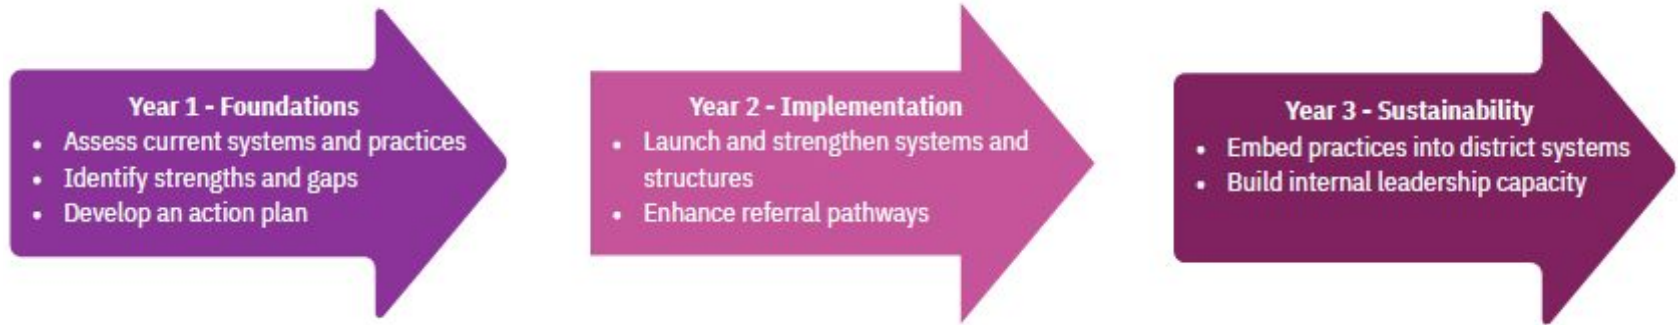 Year 1 - Foundations
• Assess current systems and practices
• Identify strengths and gaps
• Develop an action plan
Year 2 - Implementation
• Launch and strengthen systems and
structures
• Enhance referral pathways
Year 3 - Sustainability
• Embed practices into district systems
• Build internal leadership capacity